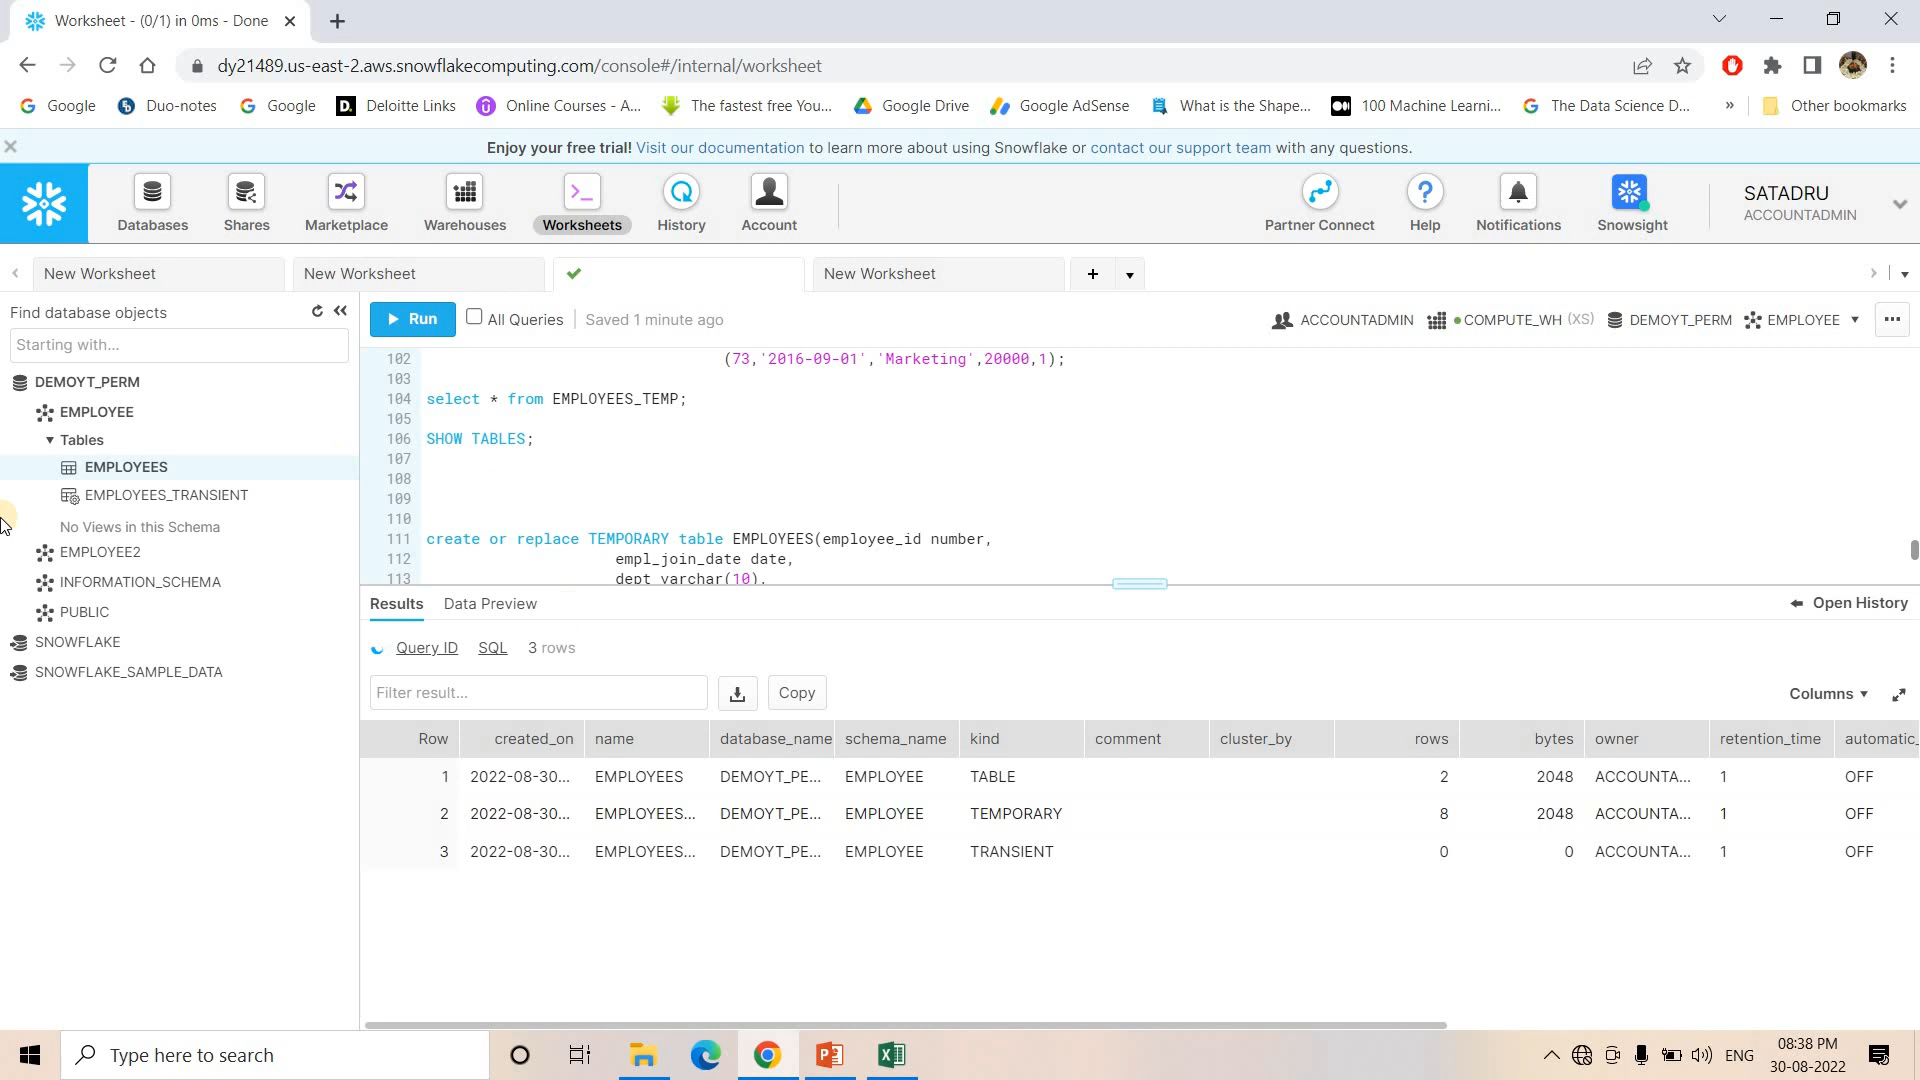 Worksheet - (0/1) in 0ms - Done
dy21489.us-east-2.aws.snowflakecomputing.com/console#/internal/worksheet
Google Duo-notes Google Deloitte Links Online Courses - A... The fastest free You... Google Drive Google AdSense What is the Shape... 100 Machine Learni... The Data Science D... » Other bookmarks
Enjoy your free trial! Visit our documentation to learn more about using Snowflake or contact our support team with any questions.
Databases Shares Marketplace Warehouses Worksheets History Account Partner Connect Help Notifications Snowsight
SATADRU
ACCOUNTADMIN
New Worksheet New Worksheet New Worksheet
Find database objects
Starting with...
DEMOYT_PERM
EMPLOYEE
Tables
EMPLOYEES
EMPLOYEES_TRANSIENT
No Views in this Schema
EMPLOYEE2
INFORMATION_SCHEMA
PUBLIC
SNOWFLAKE
SNOWFLAKE_SAMPLE_DATA
Run All Queries Saved 1 minute ago ACCOUNTADMIN COMPUTE_WH (XS) DEMOYT_PERM EMPLOYEE
102 (73,'2016-09-01','Marketing',20000,1);
103
104 select * from EMPLOYEES_TEMP;
105
106 SHOW TABLES;
107
108
109
110
111 create or replace TEMPORARY table EMPLOYEES(employee_id number,
112 empl_join_date date,
113 dept varchar(10),
Results Data Preview Open History
Query ID SQL 3 rows
Filter result... Copy Columns
Row created_on name database_name schema_name kind comment cluster_by rows bytes owner retention_time automatic_
1 2022-08-30... EMPLOYEES DEMOYT_PE... EMPLOYEE TABLE 2 2048 ACCOUNTA... 1 OFF
2 2022-08-30... EMPLOYEES... DEMOYT_PE... EMPLOYEE TEMPORARY 8 2048 ACCOUNTA... 1 OFF
3 2022-08-30... EMPLOYEES... DEMOYT_PE... EMPLOYEE TRANSIENT 0 0 ACCOUNTA... 1 OFF
Type here to search
ENG
08:38 PM
30-08-2022